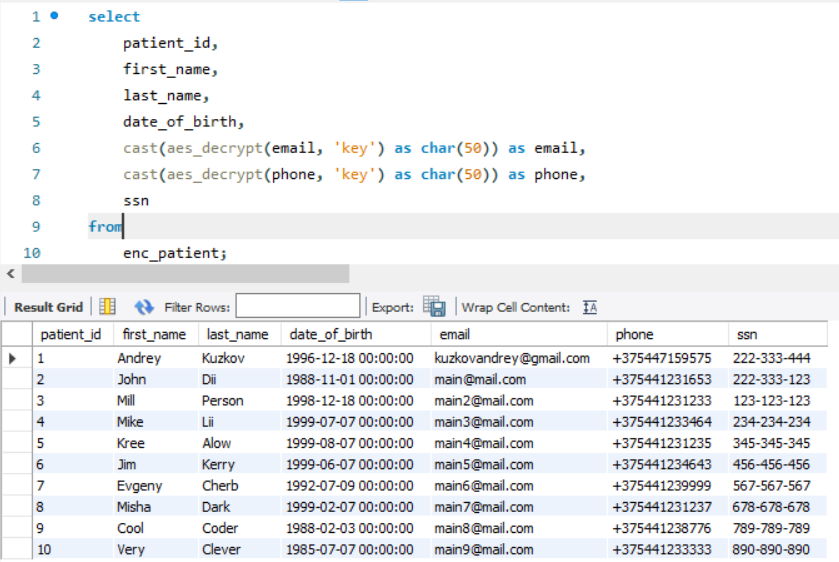 1 select
2 patient_id,
3 first_name,
4 last_name,
5 date_of_birth,
6 cast(aes_decrypt(email, 'key') as char(50)) as email,
7 cast(aes_decrypt(phone, 'key') as char(50)) as phone,
8 ssn
9 from
10 enc_patient;
Result Grid Filter Rows: Export: Wrap Cell Content: IA
patient_id first_name last_name date_of_birth email phone ssn
1 Andrey Kuzkov 1996-12-18 00:00:00 kuzkovandrey@gmail.com +375447159575 222-333-444
2 John Dii 1988-11-01 00:00:00 main@mail.com +375441231653 222-333-123
3 Mill Person 1998-12-18 00:00:00 main2@mail.com +375441231233 123-123-123
4 Mike Lii 1999-07-07 00:00:00 main3@mail.com +375441233464 234-234-234
5 Kree Alow 1999-08-07 00:00:00 main4@mail.com +375441231235 345-345-345
6 Jim Kerry 1999-06-07 00:00:00 main5@mail.com +375441234643 456-456-456
7 Evgeny Cherb 1992-07-09 00:00:00 main6@mail.com +375441239999 567-567-567
8 Misha Dark 1999-02-07 00:00:00 main7@mail.com +375441231237 678-678-678
9 Cool Coder 1988-02-03 00:00:00 main8@mail.com +375441238776 789-789-789
10 Very Clever 1985-07-07 00:00:00 main9@mail.com +375441233333 890-890-890